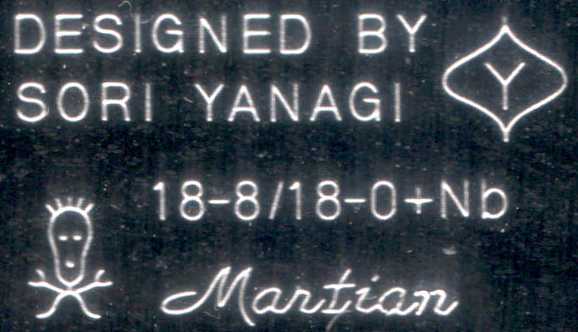 DESIGNED BY
SORI YANAGI
Y
18-8/18-0+Nb
Martian